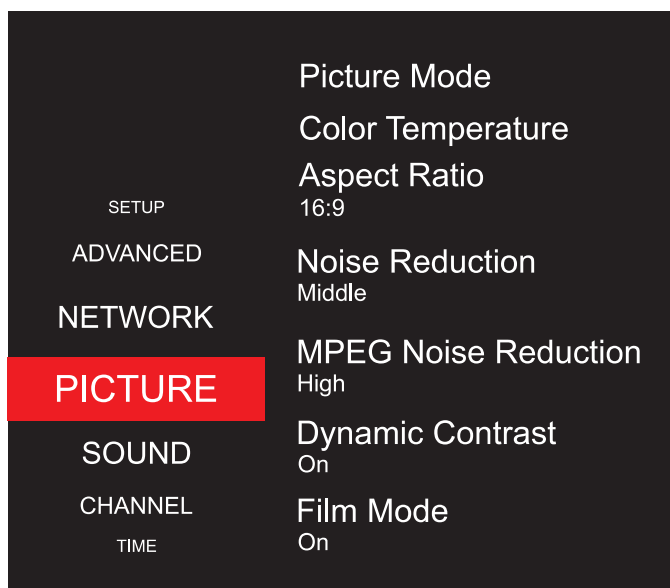 SETUP
ADVANCED
NETWORK
PICTURE
SOUND
CHANNEL
TIME
Picture Mode
Color Temperature
Aspect Ratio
16:9
Noise Reduction
Middle
MPEG Noise Reduction
High
Dynamic Contrast
On
Film Mode
On